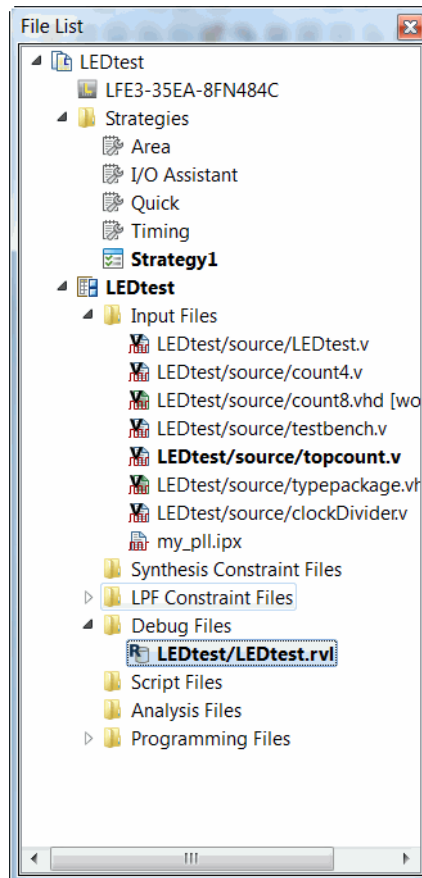 File List
LEDtest
LFE3-35EA-8FN484C
Strategies
Area
I/O Assistant
Quick
Timing
Strategy1
LEDtest
Input Files
LEDtest/source/LEDtest.v
LEDtest/source/count4.v
LEDtest/source/count8.vhd [wo
LEDtest/source/testbench.v
LEDtest/source/topcount.v
LEDtest/source/typepackage.vh
LEDtest/source/clockDivider.v
my_pll.ipx
Synthesis Constraint Files
LPF Constraint Files
Debug Files
LEDtest/LEDtest.rvl
Script Files
Analysis Files
Programming Files